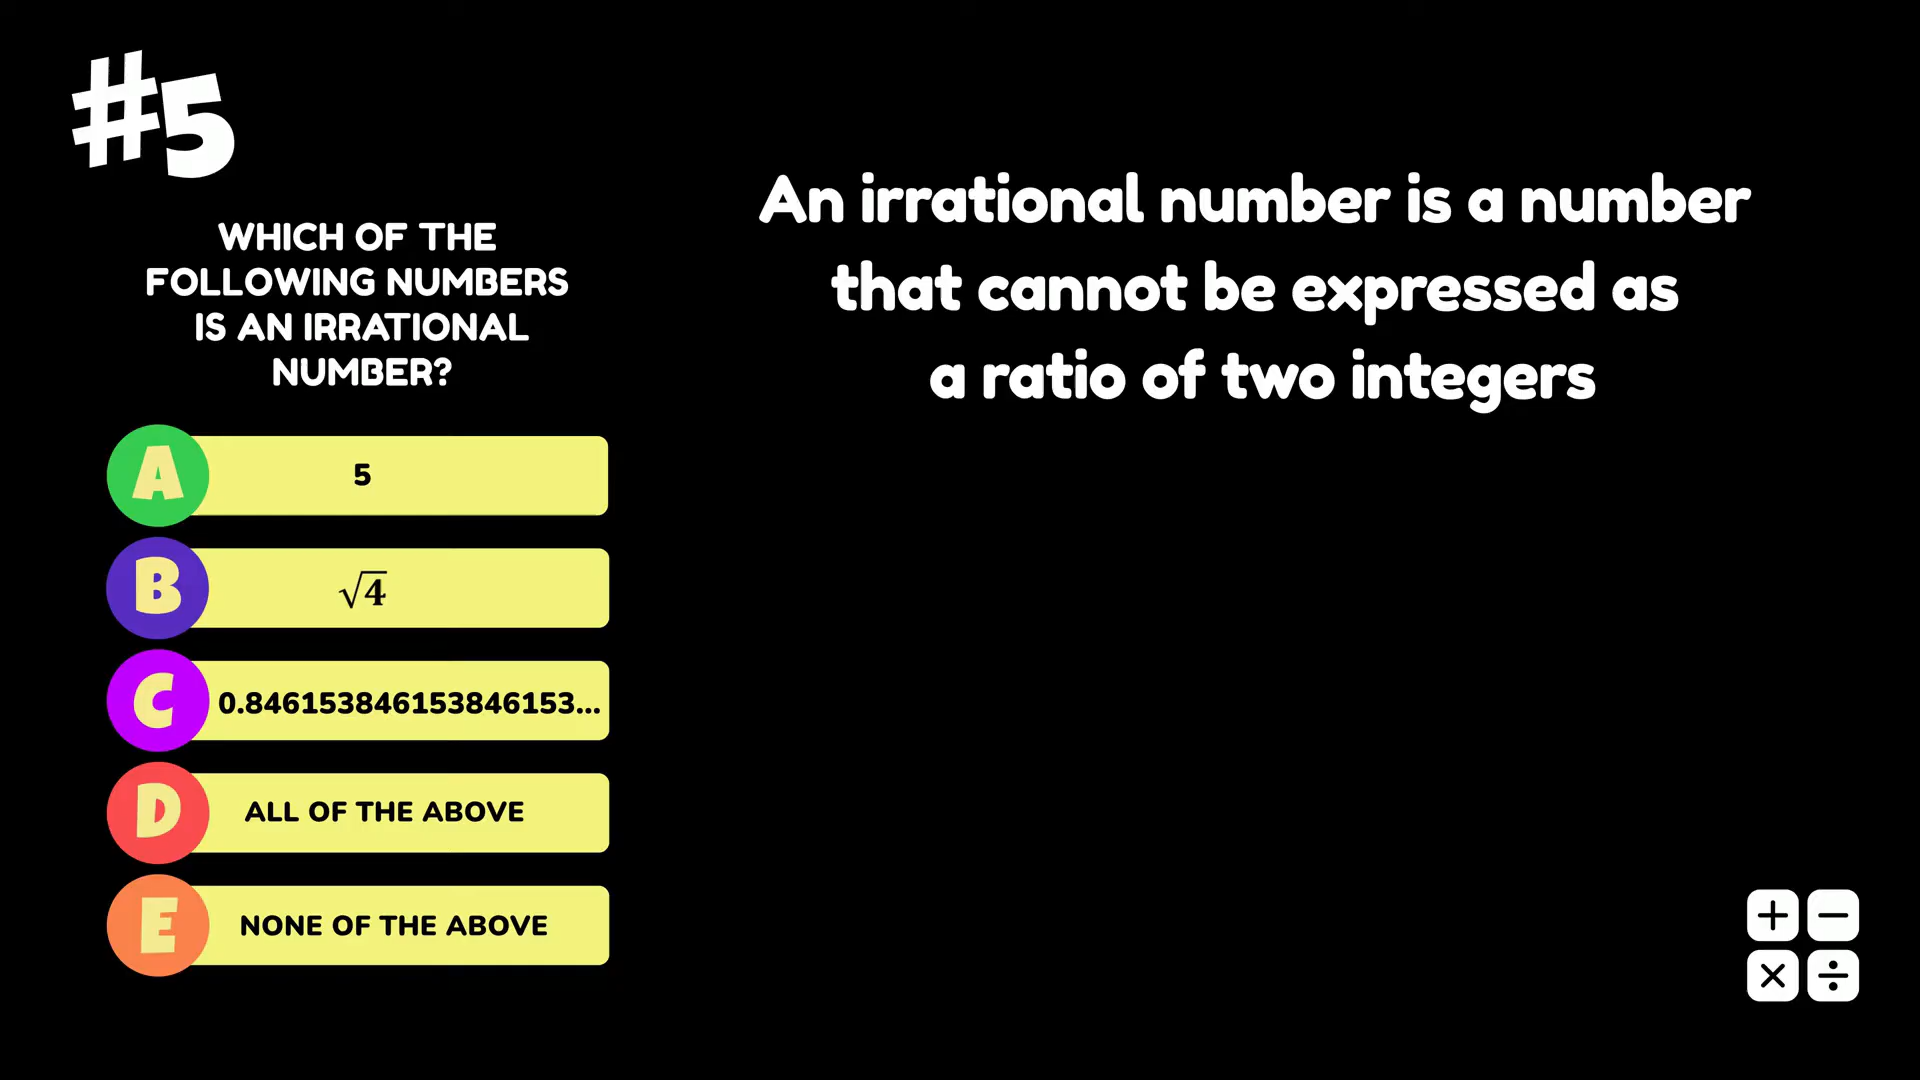 #5
WHICH OF THE
FOLLOWING NUMBERS
IS AN IRRATIONAL
NUMBER?
A 5
B √4
C 0.846153846153846153...
D ALL OF THE ABOVE
E NONE OF THE ABOVE
An irrational number is a number
that cannot be expressed as
a ratio of two integers
+ −
× ÷